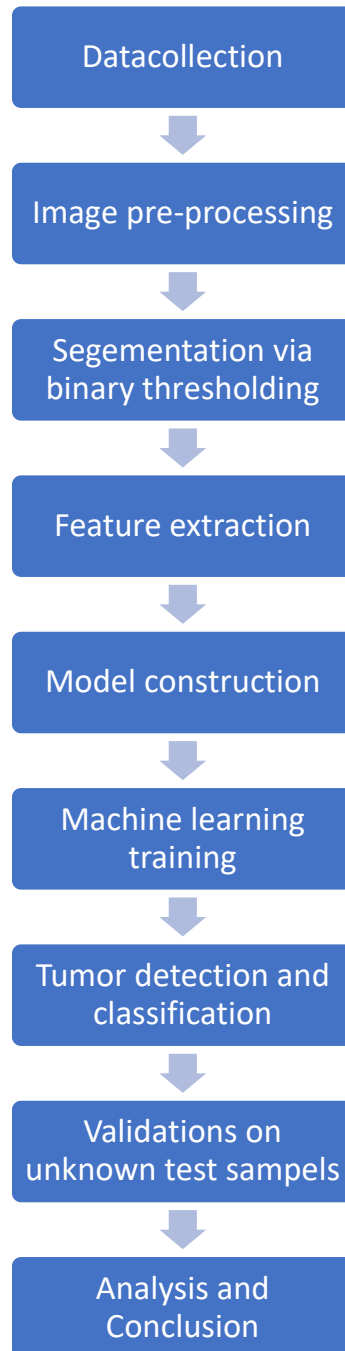 Datacollection
Image pre-processing
Segementation via
binary thresholding
Feature extraction
Model construction
Machine learning
training
Tumor detection and
classification
Validations on
unknown test sampels
Analysis and
Conclusion